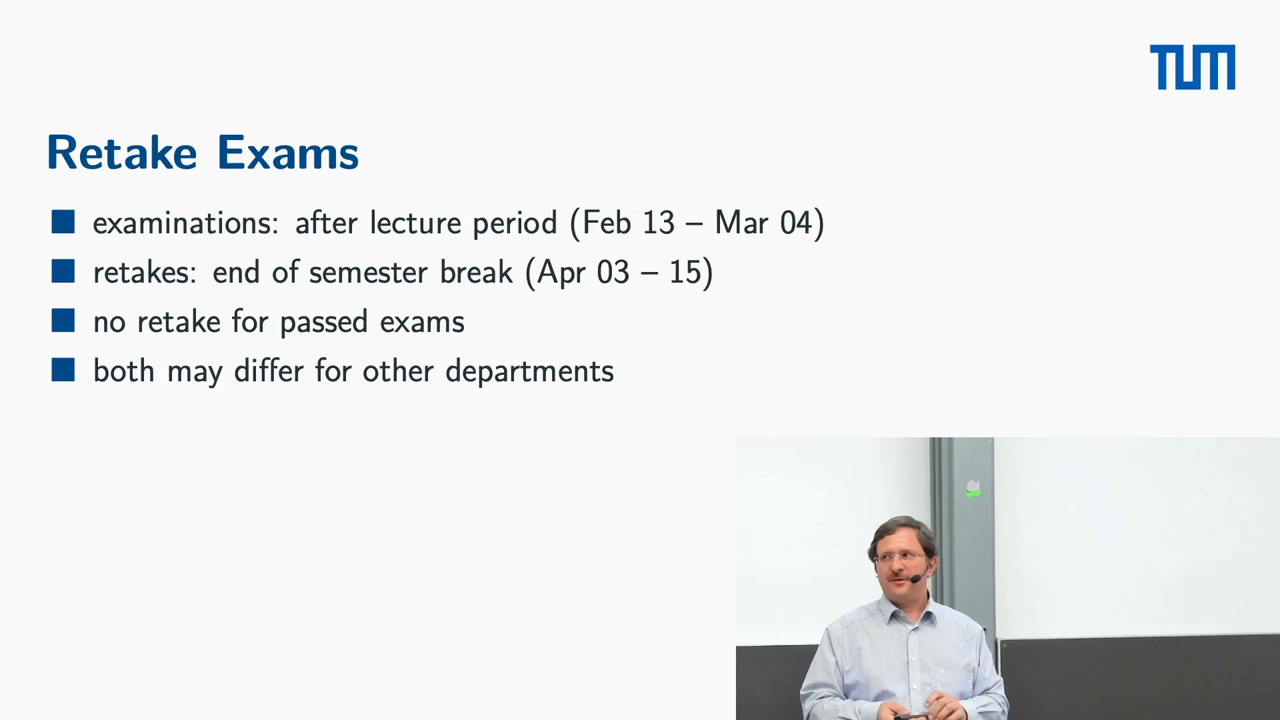 TUM
Retake Exams
examinations: after lecture period (Feb 13 – Mar 04)
retakes: end of semester break (Apr 03 – 15)
no retake for passed exams
both may differ for other departments